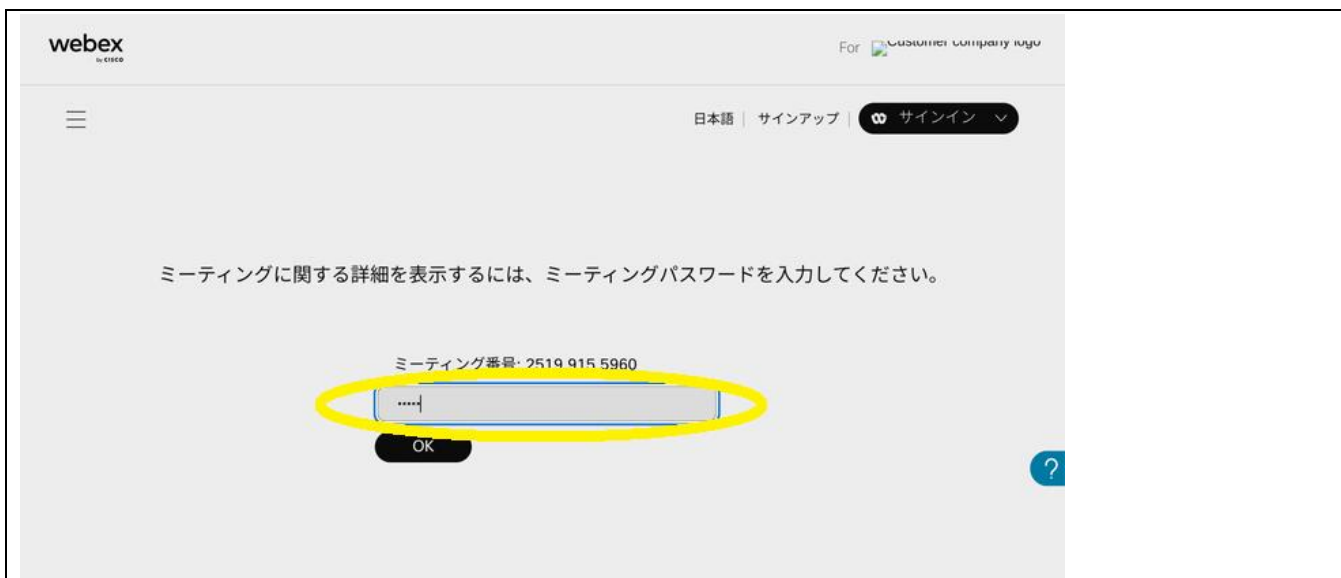 webex
by CISCO
For Customer company logo
日本語 | サインアップ | サインイン
ミーティングに関する詳細を表示するには、ミーティングパスワードを入力してください。
ミーティング番号: 2519 915 5960
•••••
OK
?